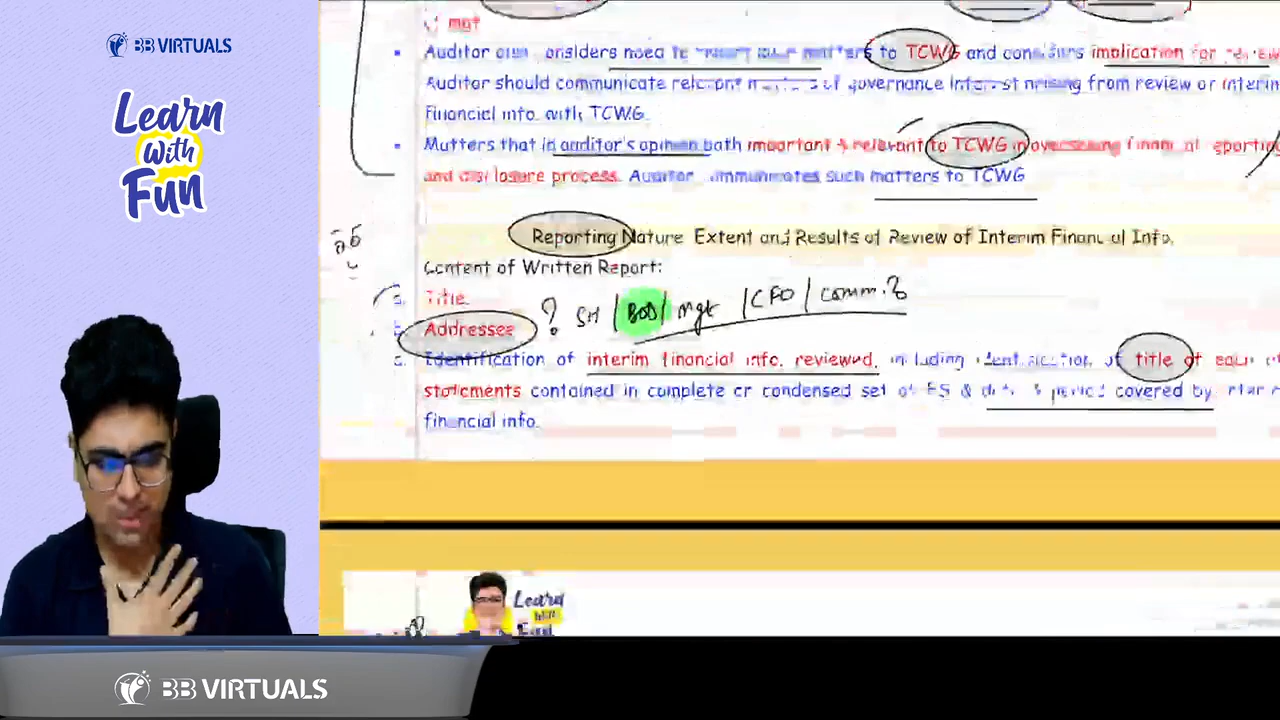 BB VIRTUALS
Learn
With
Fun
mgt
Auditor considers need to matters to TCWG and considers implication for review
Auditor should communicate relevant of governance interest arising from review or interim
Financial info. with TCWG.
Matters that in auditor's opinion both important & relevant to TCWG in overseeing financial reporting
and disclosure process. Auditor communicates such matters to TCWG
Reporting Nature Extent and Results of Review of Interim Financial Info.
Content of Written Report:
a. Title
b. Addressee ? SH / BOD / mgt / CFO / Comm. ?
c. Identification of interim financial info. reviewed, including identification of title of each
statements contained in complete or condensed set of FS & date & period covered by
financial info.
Learn
With
Fun
BB VIRTUALS